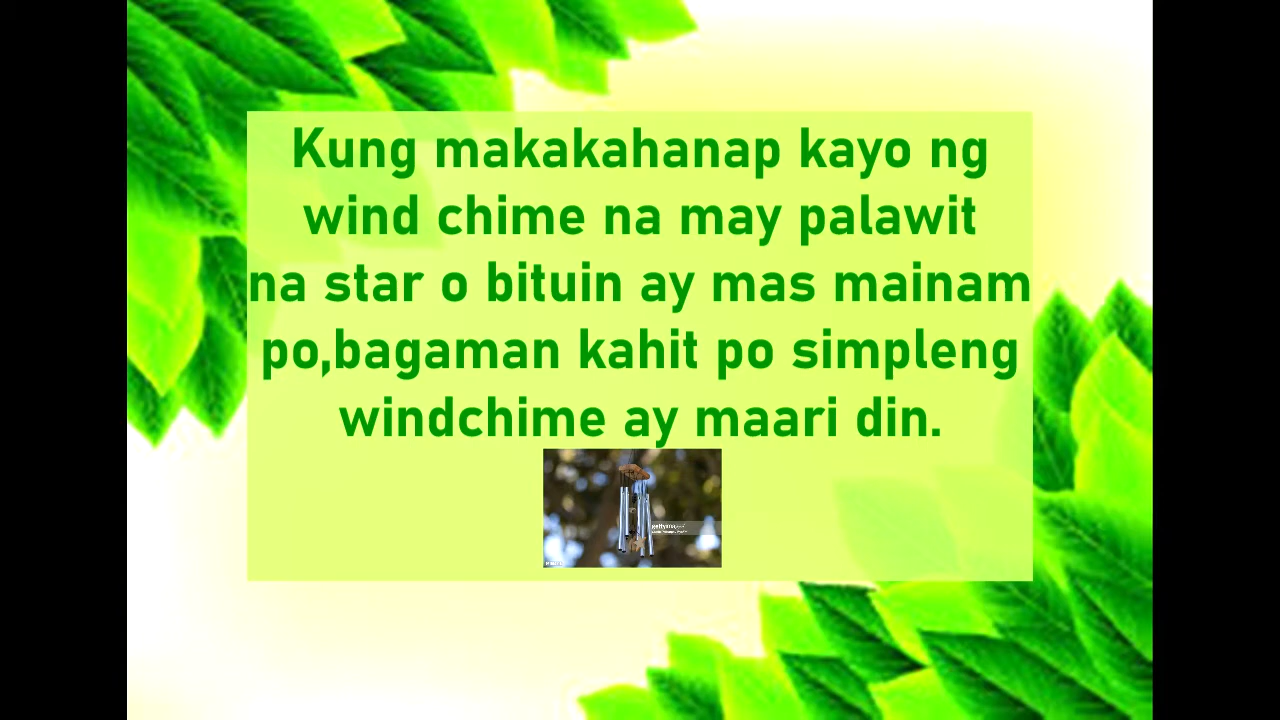 Kung makakahanap kayo ng
wind chime na may palawit
na star o bituin ay mas mainam
po,bagaman kahit po simpleng
windchime ay maari din.